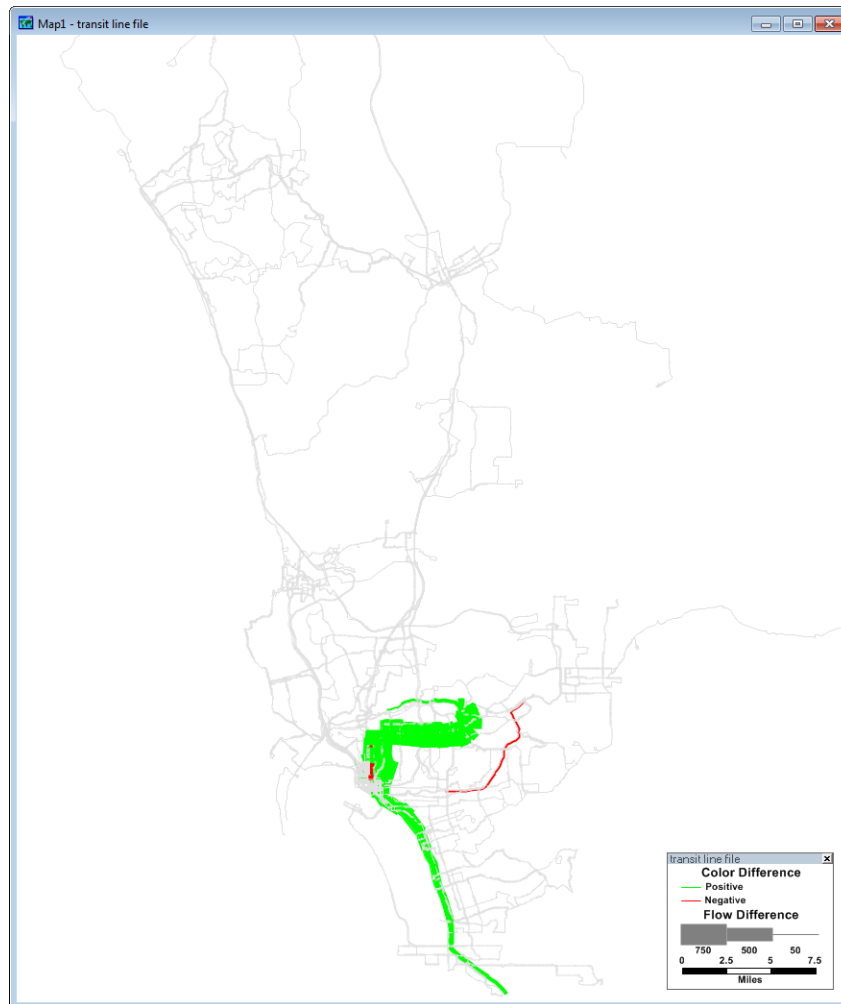 Map1 - transit line file
transit line file
Color Difference
Positive
Negative
Flow Difference
750 500 50
0 2.5 5 7.5
Miles